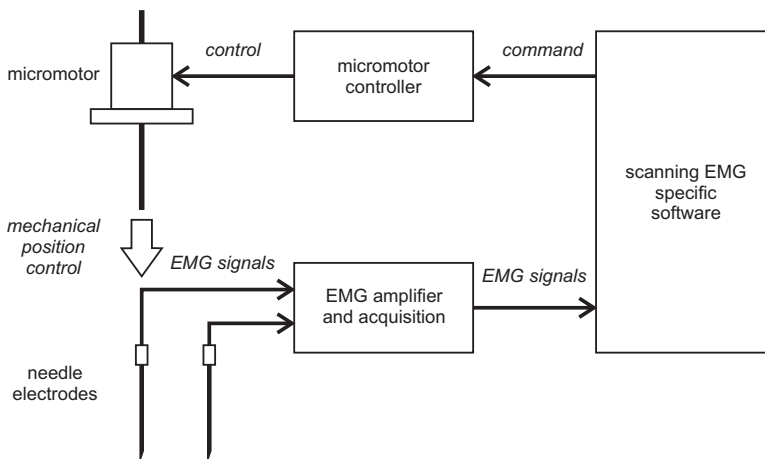 control
command
micromotor
micromotor
controller
scanning EMG
specific
software
mechanical
position
control
EMG signals
EMG signals
EMG amplifier
and acquisition
needle
electrodes